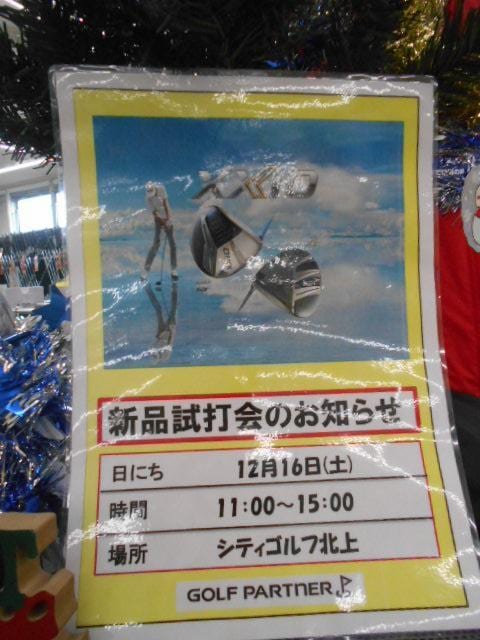 新品試打会のお知らせ
日にち 12月16日(土)
時間 11:00～15:00
場所 シティゴルフ北上
GOLF PARTNER